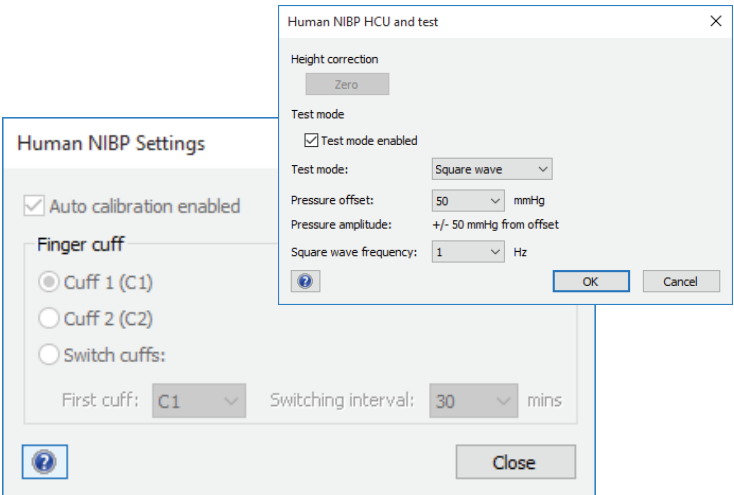 Human NIBP HCU and test
Height correction
Zero
Test mode
Test mode enabled
Test mode: Square wave
Pressure offset: 50 mmHg
Pressure amplitude: +/- 50 mmHg from offset
Square wave frequency: 1 Hz
? OK Cancel
Human NIBP Settings
Auto calibration enabled
Finger cuff
Cuff 1 (C1)
Cuff 2 (C2)
Switch cuffs:
First cuff: C1 Switching interval: 30 mins
? Close